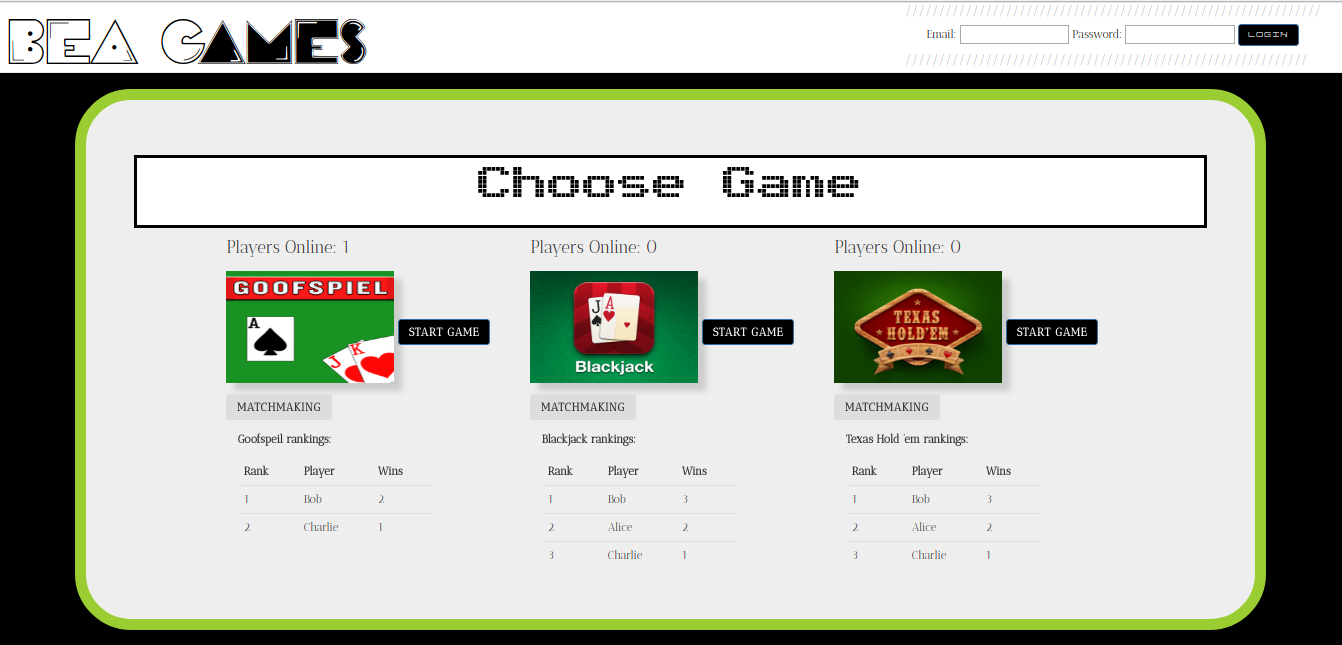 BEA GAMES
////////////////////////////////////////////////////////////////
Email: Password: LOGIN
////////////////////////////////////////////////////////////////
Choose Game
Players Online: 1
GOOFSPIEL
A
J K
START GAME
MATCHMAKING
Goofspeil rankings:
Rank Player Wins
1 Bob 2
2 Charlie 1
Players Online: 0
J A
Blackjack
START GAME
MATCHMAKING
Blackjack rankings:
Rank Player Wins
1 Bob 3
2 Alice 2
3 Charlie 1
Players Online: 0
TEXAS
HOLD'EM
START GAME
MATCHMAKING
Texas Hold 'em rankings:
Rank Player Wins
1 Bob 3
2 Alice 2
3 Charlie 1